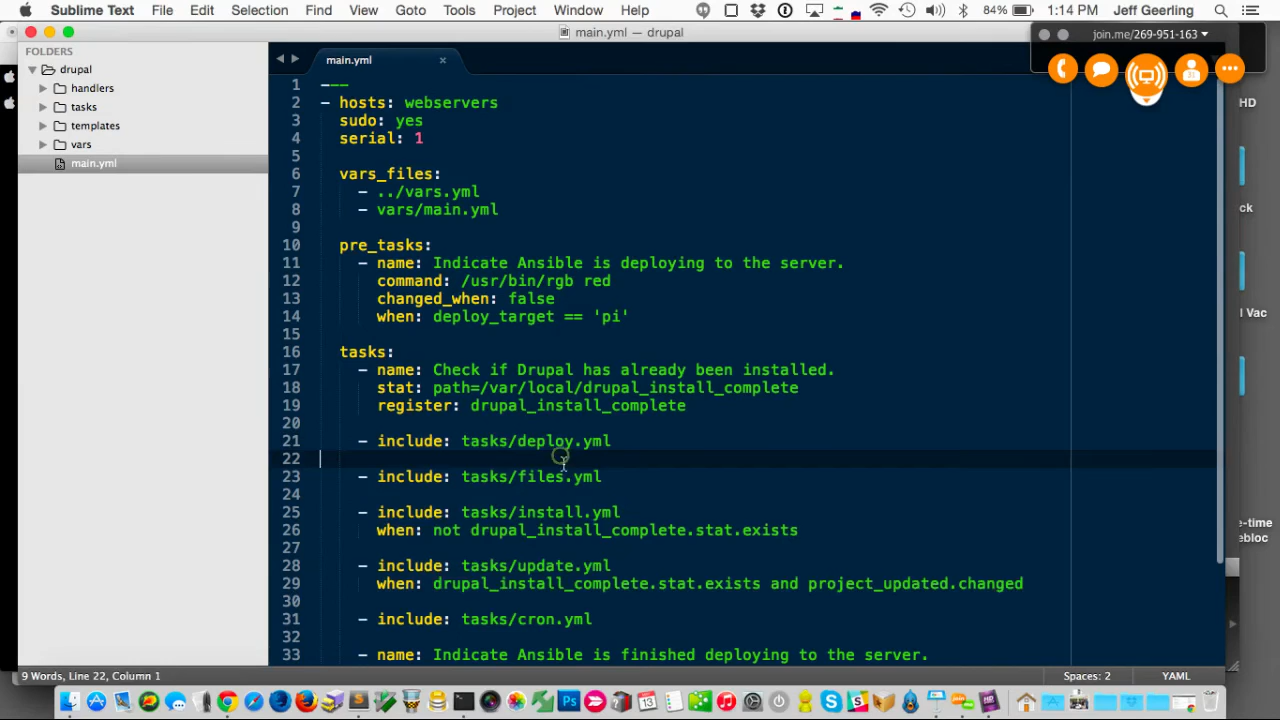 Sublime Text File Edit Selection Find View Goto Tools Project Window Help 84% 1:14 PM Jeff Geerling
main.yml — drupal
join.me/269-951-163
FOLDERS
drupal
handlers
tasks
templates
vars
main.yml
main.yml
1 ---
2 - hosts: webservers
3 sudo: yes
4 serial: 1
5
6 vars_files:
7 - ../vars.yml
8 - vars/main.yml
9
10 pre_tasks:
11 - name: Indicate Ansible is deploying to the server.
12 command: /usr/bin/rgb red
13 changed_when: false
14 when: deploy_target == 'pi'
15
16 tasks:
17 - name: Check if Drupal has already been installed.
18 stat: path=/var/local/drupal_install_complete
19 register: drupal_install_complete
20
21 - include: tasks/deploy.yml
22
23 - include: tasks/files.yml
24
25 - include: tasks/install.yml
26 when: not drupal_install_complete.stat.exists
27
28 - include: tasks/update.yml
29 when: drupal_install_complete.stat.exists and project_updated.changed
30
31 - include: tasks/cron.yml
32
33 - name: Indicate Ansible is finished deploying to the server.
HD
ck
Vac
e-time
ebloc
9 Words, Line 22, Column 1 Spaces: 2 YAML